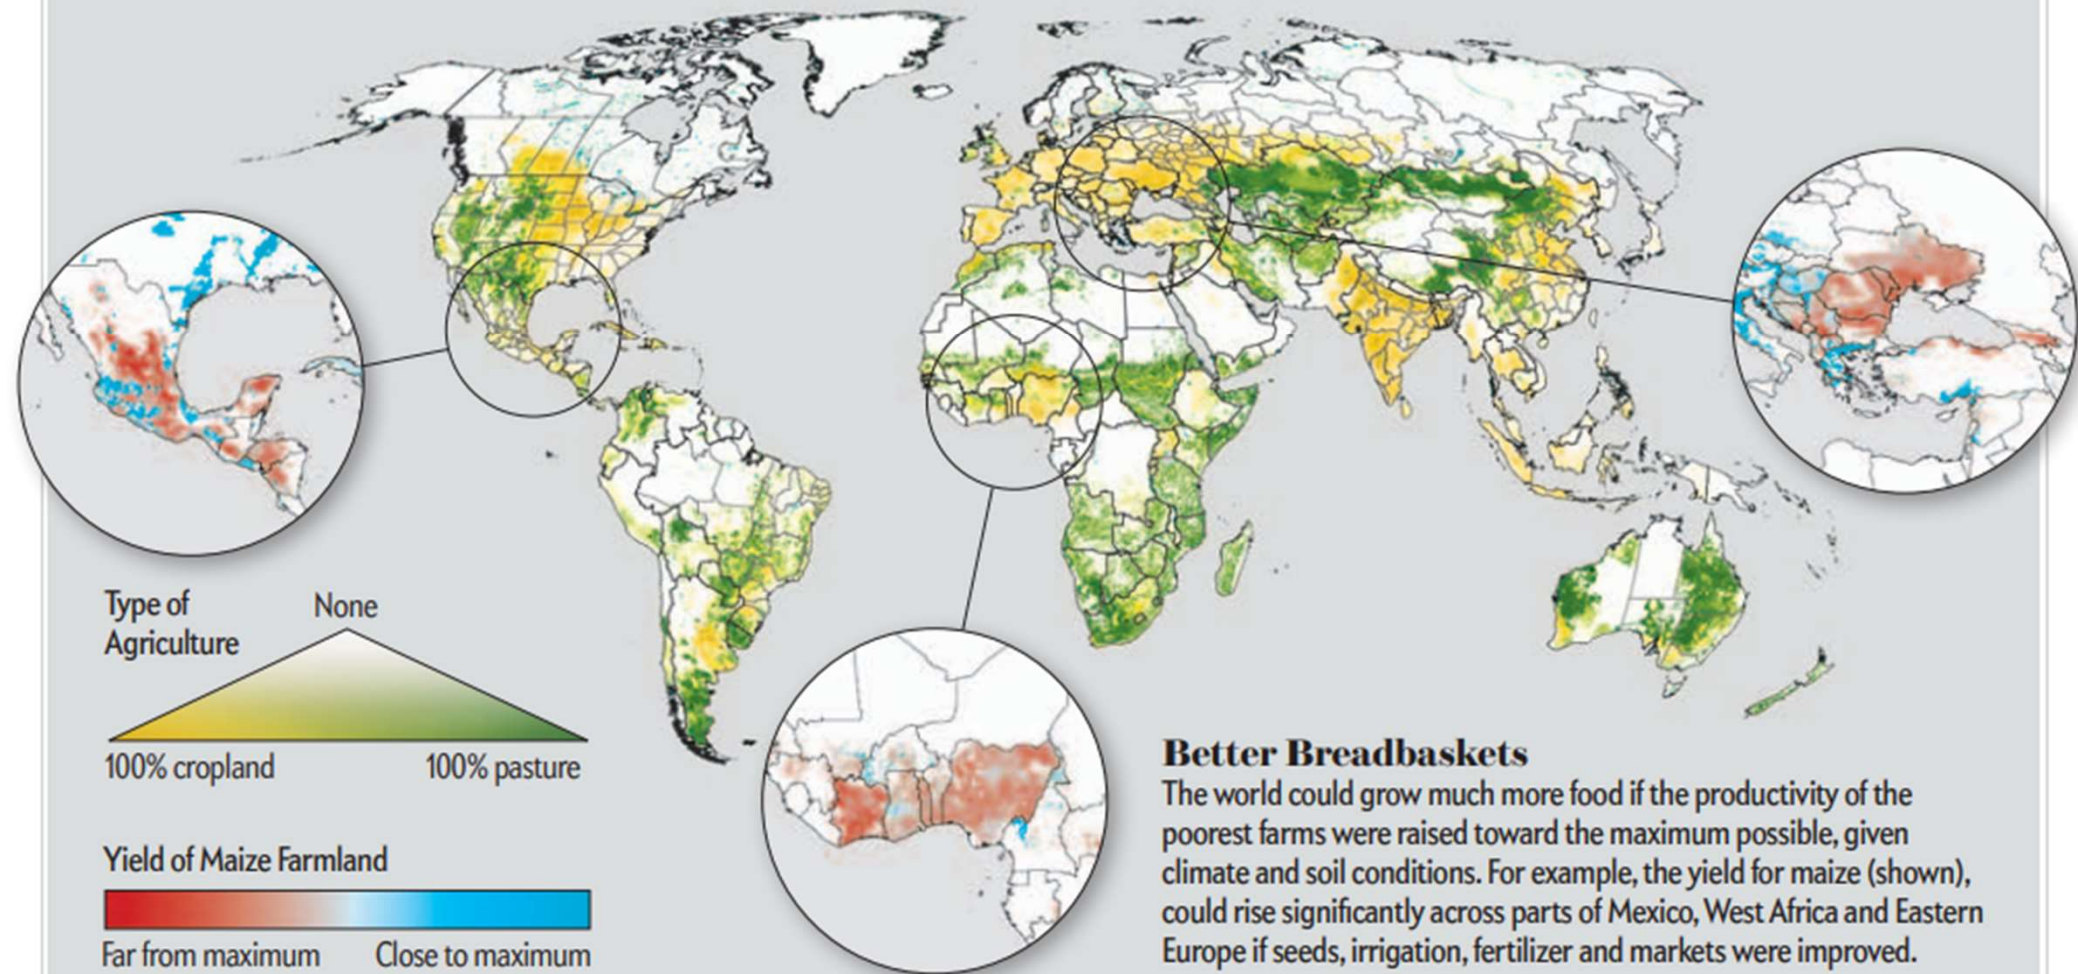 Type of
Agriculture
None
100% cropland
100% pasture
Yield of Maize Farmland
Far from maximum
Close to maximum
Better Breadbaskets
The world could grow much more food if the productivity of the
poorest farms were raised toward the maximum possible, given
climate and soil conditions. For example, the yield for maize (shown),
could rise significantly across parts of Mexico, West Africa and Eastern
Europe if seeds, irrigation, fertilizer and markets were improved.